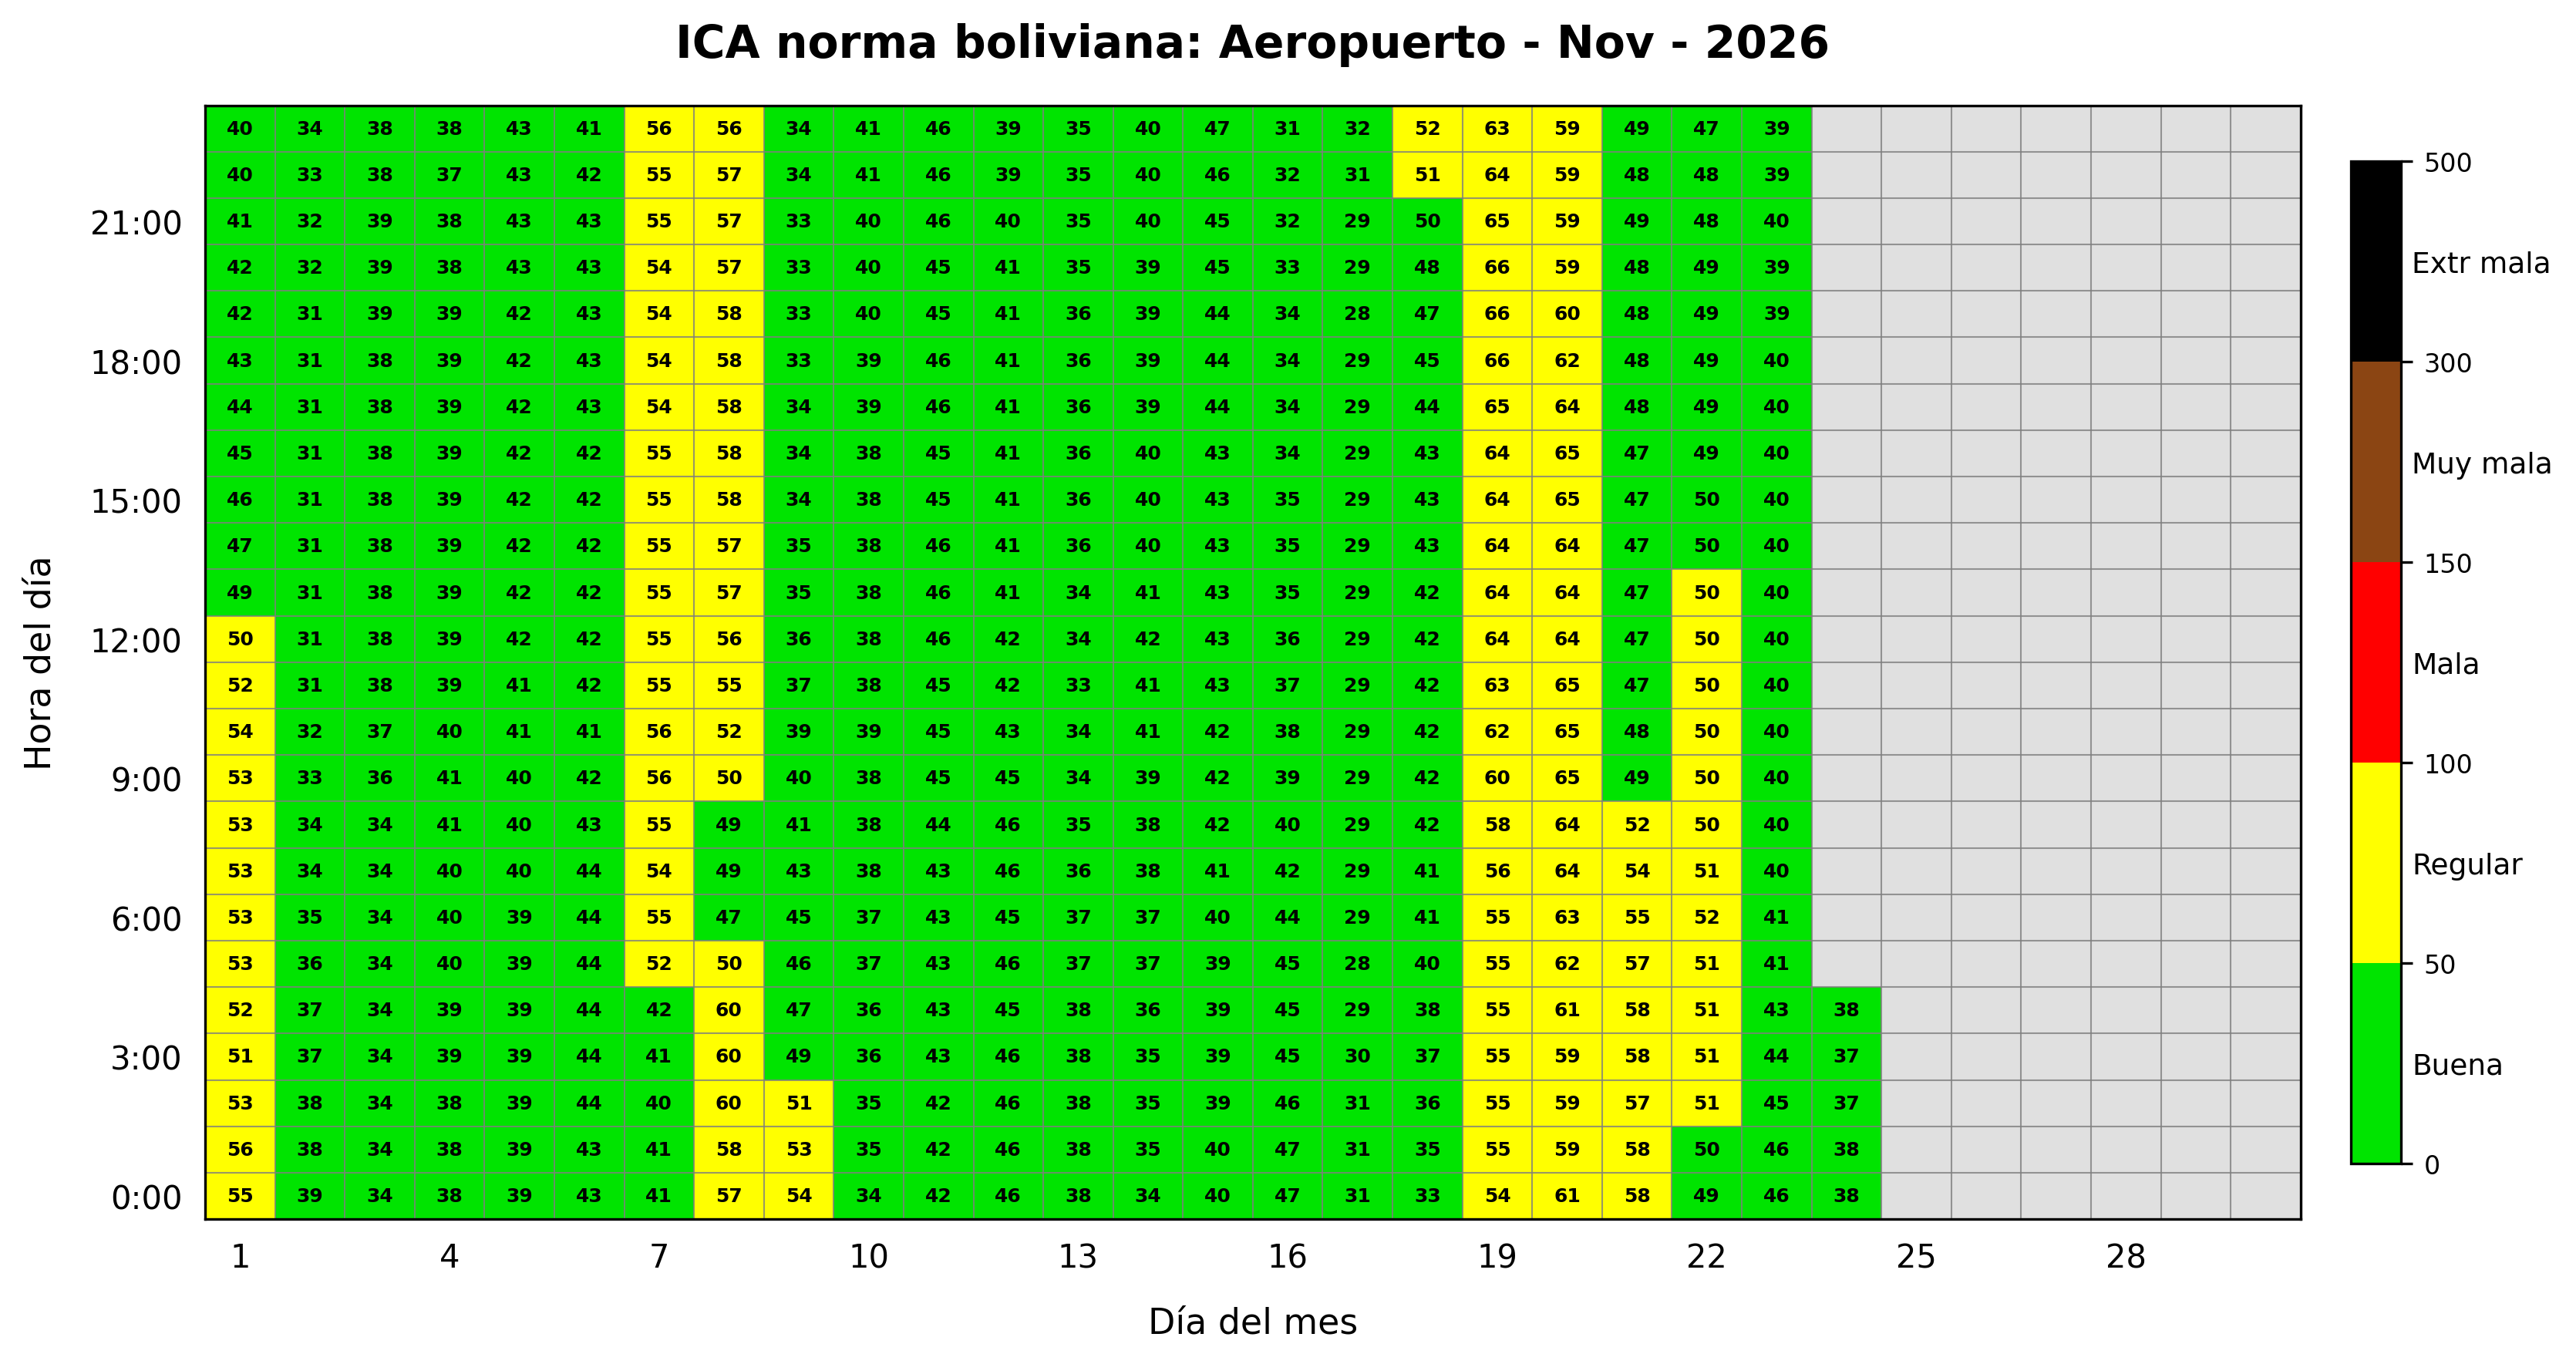 ICA norma boliviana: Aeropuerto - Nov - 2026
40 34 38 38 43 41 56 56 34 41 46 39 35 40 47 31 32 52 63 59 49 47 39
40 33 38 37 43 42 55 57 34 41 46 39 35 40 46 32 31 51 64 59 48 48 39
21:00 41 32 39 38 43 43 55 57 33 40 46 40 35 40 45 32 29 50 65 59 49 48 40
42 32 39 38 43 43 54 57 33 40 45 41 35 39 45 33 29 48 66 59 48 49 39
42 31 39 39 42 43 54 58 33 40 45 41 36 39 44 34 28 47 66 60 48 49 39
18:00 43 31 38 39 42 43 54 58 33 39 46 41 36 39 44 34 29 45 66 62 48 49 40
44 31 38 39 42 43 54 58 34 39 46 41 36 39 44 34 29 44 65 64 48 49 40
45 31 38 39 42 42 55 58 34 38 45 41 36 40 43 34 29 43 64 65 47 49 40
15:00 46 31 38 39 42 42 55 58 34 38 45 41 36 40 43 35 29 43 64 65 47 50 40
47 31 38 39 42 42 55 57 35 38 46 41 36 40 43 35 29 43 64 64 47 50 40
49 31 38 39 42 42 55 57 35 38 46 41 34 41 43 35 29 42 64 64 47 50 40
12:00 50 31 38 39 42 42 55 56 36 38 46 42 34 42 43 36 29 42 64 64 47 50 40
52 31 38 39 41 42 55 55 37 38 45 42 33 41 43 37 29 42 63 65 47 50 40
54 32 37 40 41 41 56 52 39 39 45 43 34 41 42 38 29 42 62 65 48 50 40
9:00 53 33 36 41 40 42 56 50 40 38 45 45 34 39 42 39 29 42 60 65 49 50 40
53 34 34 41 40 43 55 49 41 38 44 46 35 38 42 40 29 42 58 64 52 50 40
53 34 34 40 40 44 54 49 43 38 43 46 36 38 41 42 29 41 56 64 54 51 40
6:00 53 35 34 40 39 44 55 47 45 37 43 45 37 37 40 44 29 41 55 63 55 52 41
53 36 34 40 39 44 52 50 46 37 43 46 37 37 39 45 28 40 55 62 57 51 41
52 37 34 39 39 44 42 60 47 36 43 45 38 36 39 45 29 38 55 61 58 51 43 38
3:00 51 37 34 39 39 44 41 60 49 36 43 46 38 35 39 45 30 37 55 59 58 51 44 37
53 38 34 38 39 44 40 60 51 35 42 46 38 35 39 46 31 36 55 59 57 51 45 37
56 38 34 38 39 43 41 58 53 35 42 46 38 35 40 47 31 35 55 59 58 50 46 38
0:00 55 39 34 38 39 43 41 57 54 34 42 46 38 34 40 47 31 33 54 61 58 49 46 38
1 4 7 10 13 16 19 22 25 28
Día del mes
Hora del día
500
Extr mala
300
Muy mala
150
Mala
100
Regular
50
Buena
0